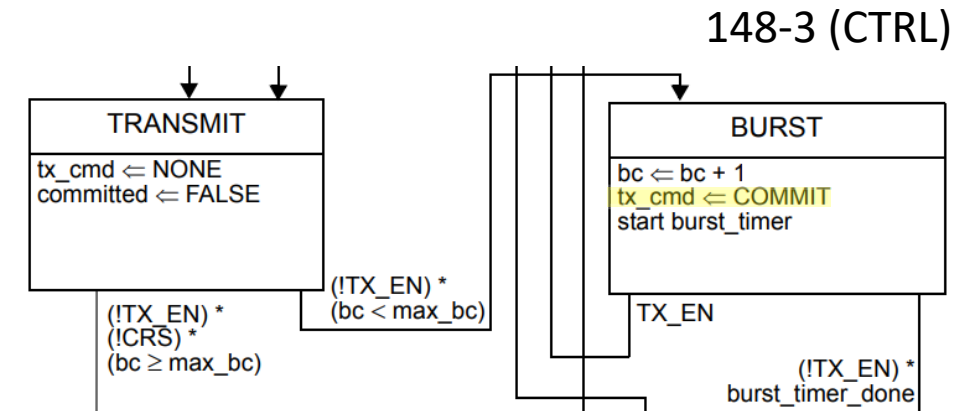 148-3 (CTRL)
TRANSMIT
tx_cmd ⇐ NONE
committed ⇐ FALSE
(!TX_EN) *
(!CRS) *
(bc ≥ max_bc)
(!TX_EN) *
(bc < max_bc)
BURST
bc ⇐ bc + 1
tx_cmd ⇐ COMMIT
start burst_timer
TX_EN
(!TX_EN) *
burst_timer_done